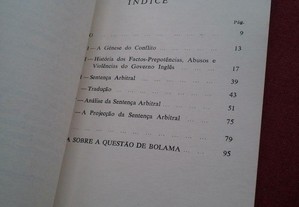 ÍNDICE
Pág.
9
— A Génese do Conflito 13
— História dos Factos-Prepotências, Abusos e
Violências do Governo Inglês 17
— Sentença Arbitral 39
— Tradução 43
— Análise da Sentença Arbitral 51
— A Projecção da Sentença Arbitral 75
79
A SOBRE A QUESTÃO DE BOLAMA 95